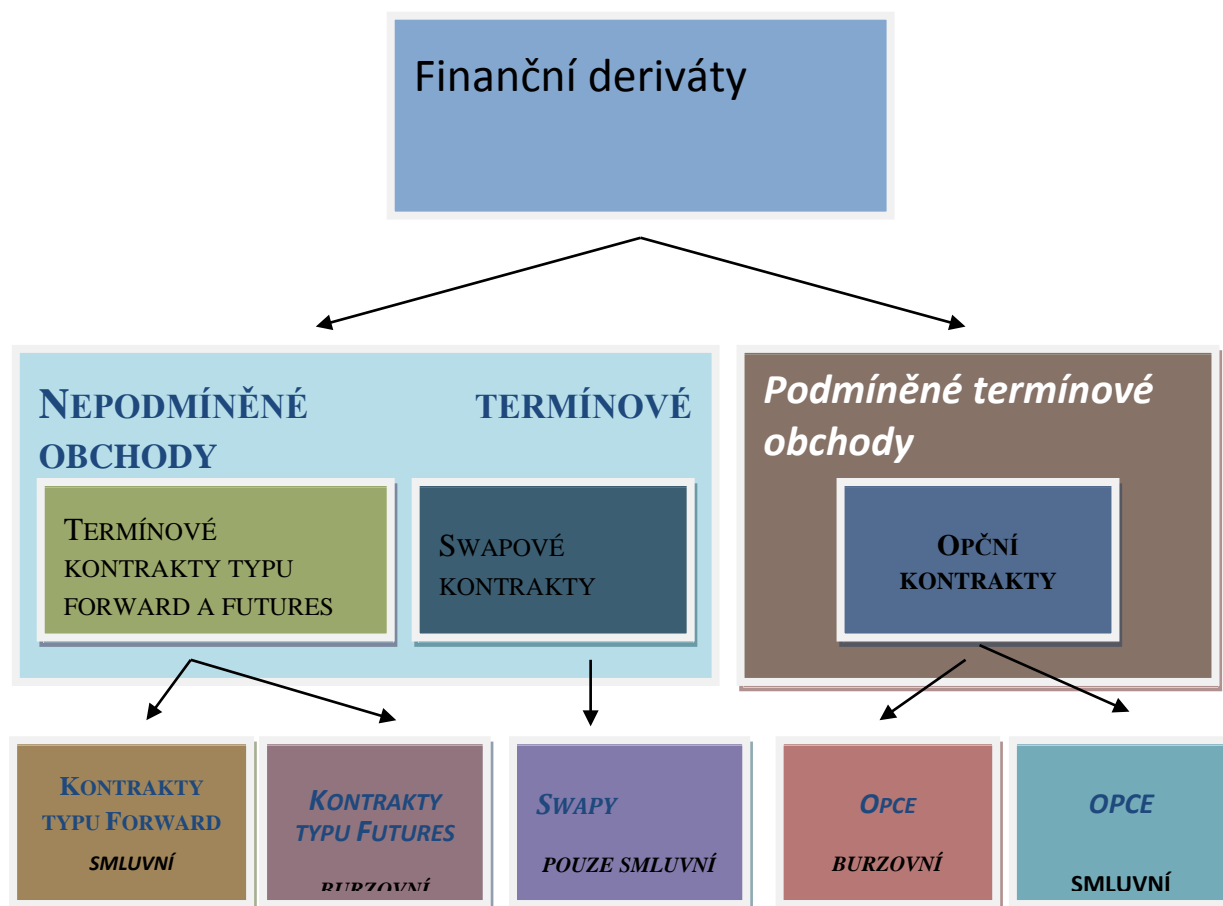 Finanční deriváty
NEPODMÍNĚNÉ TERMÍNOVÉ
OBCHODY
Podmíněné termínové
obchody
TERMÍNOVÉ
KONTRAKTY TYPU
FORWARD A FUTURES
SWAPOVÉ
KONTRAKTY
OPČNÍ
KONTRAKTY
KONTRAKTY
TYPU FORWARD
SMLUVNÍ
KONTRAKTY
TYPU FUTURES
BURZOVNÍ
SWAPY
POUZE SMLUVNÍ
OPCE
BURZOVNÍ
OPCE
SMLUVNÍ